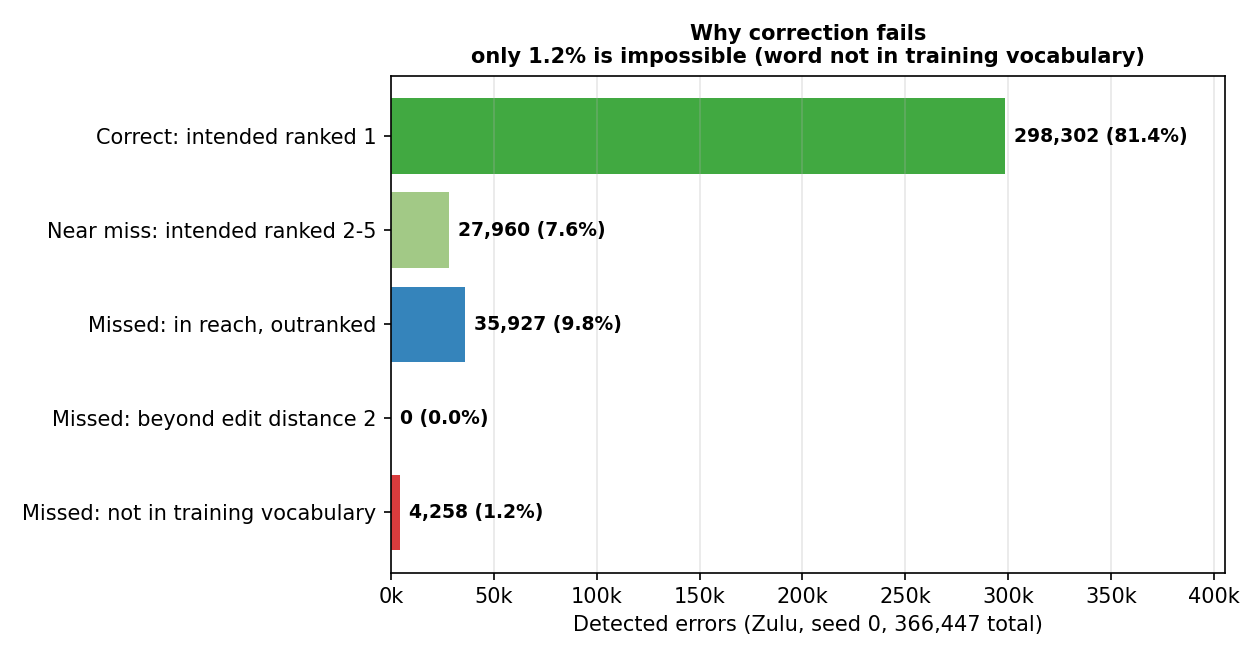 Why correction fails
only 1.2% is impossible (word not in training vocabulary)
Correct: intended ranked 1
298,302 (81.4%)
Near miss: intended ranked 2-5
27,960 (7.6%)
Missed: in reach, outranked
35,927 (9.8%)
Missed: beyond edit distance 2
0 (0.0%)
Missed: not in training vocabulary
4,258 (1.2%)
0k 50k 100k 150k 200k 250k 300k 350k 400k
Detected errors (Zulu, seed 0, 366,447 total)